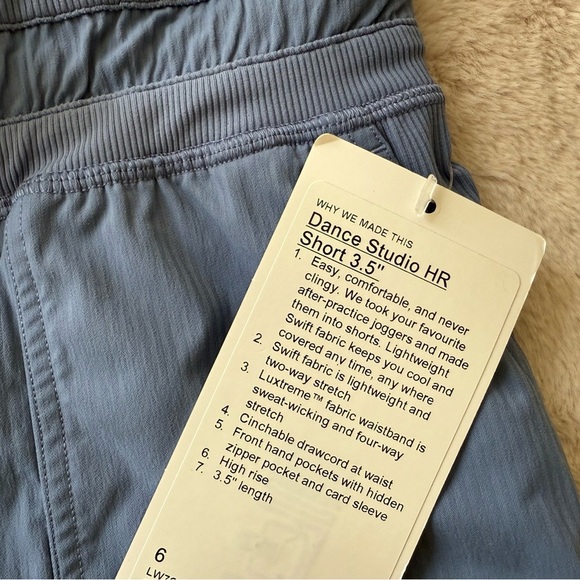 WHY WE MADE THIS
Dance Studio HR
Short 3.5"
1. Easy, comfortable, and never
clingy. We took your favourite
after-practice joggers and made
them into shorts. Lightweight
Swift fabric keeps you cool and
covered any time, any where
2. Swift fabric is lightweight and
two-way stretch
3. Luxtreme™ fabric waistband is
sweat-wicking and four-way
stretch
4. Cinchable drawcord at waist
5. Front hand pockets with hidden
zipper pocket and card sleeve
6. High rise
7. 3.5" length
6